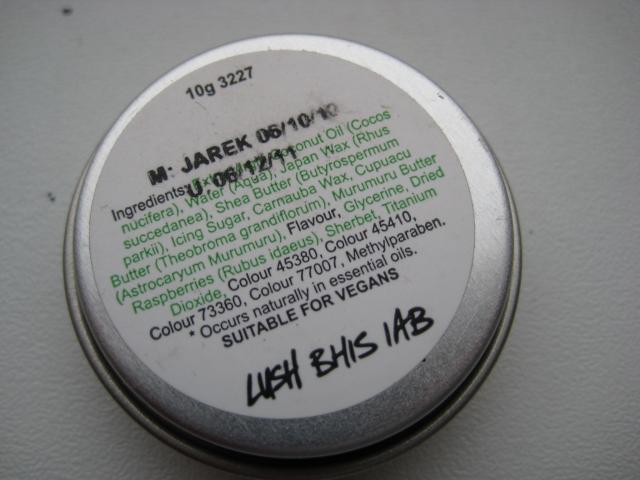 10g 3227
M: JAREK 06/10/10
U: 06/12/11
Ingredients: Coconut Oil (Cocos
nucifera), Water (Aqua), Japan Wax (Rhus
succedanea), Shea Butter (Butyrospermum
parkii), Icing Sugar, Carnauba Wax, Cupuacu
Butter (Theobroma grandiflorum), Murumuru Butter
(Astrocaryum Murumuru), Flavour, Glycerine, Dried
Raspberries (Rubus idaeus), Sherbet, Titanium
Dioxide, Colour 45380, Colour 45410,
Colour 73360, Colour 77007, Methylparaben.
* Occurs naturally in essential oils.
SUITABLE FOR VEGANS
LUSH BHIS IAB